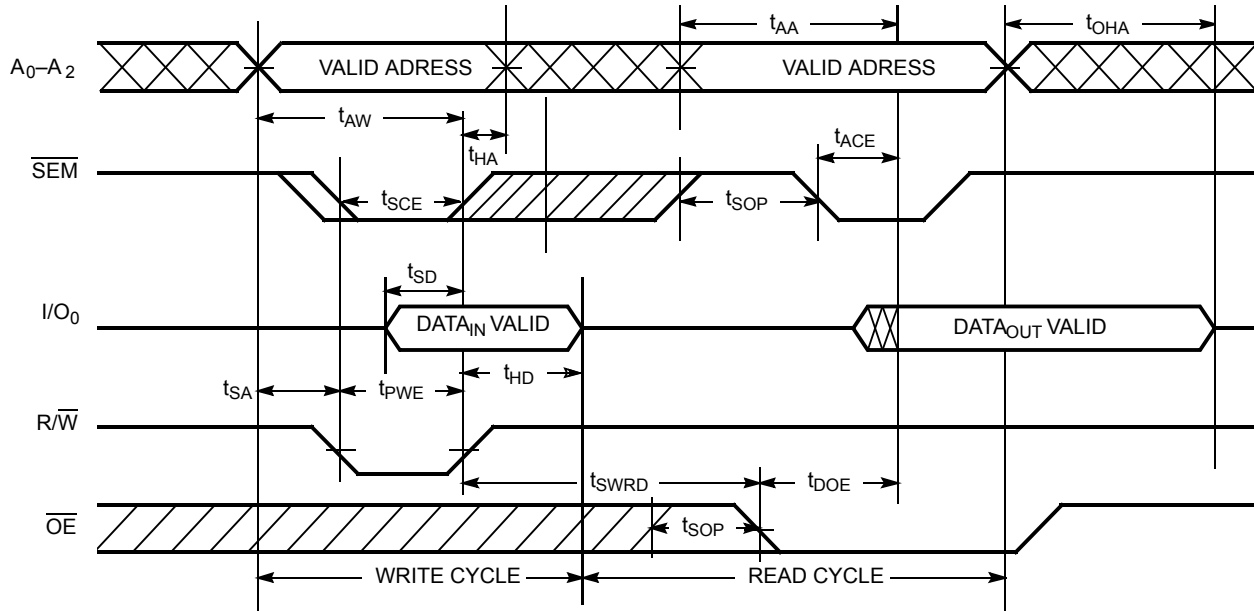 tAA
tOHA
A0–A2
VALID ADRESS
VALID ADRESS
tAW
tHA
tACE
SEM
tSCE
tSOP
tSD
I/O0
DATAIN VALID
DATAOUT VALID
tSA
tPWE
tHD
R/W
tSWRD
tDOE
OE
tSOP
WRITE CYCLE
READ CYCLE